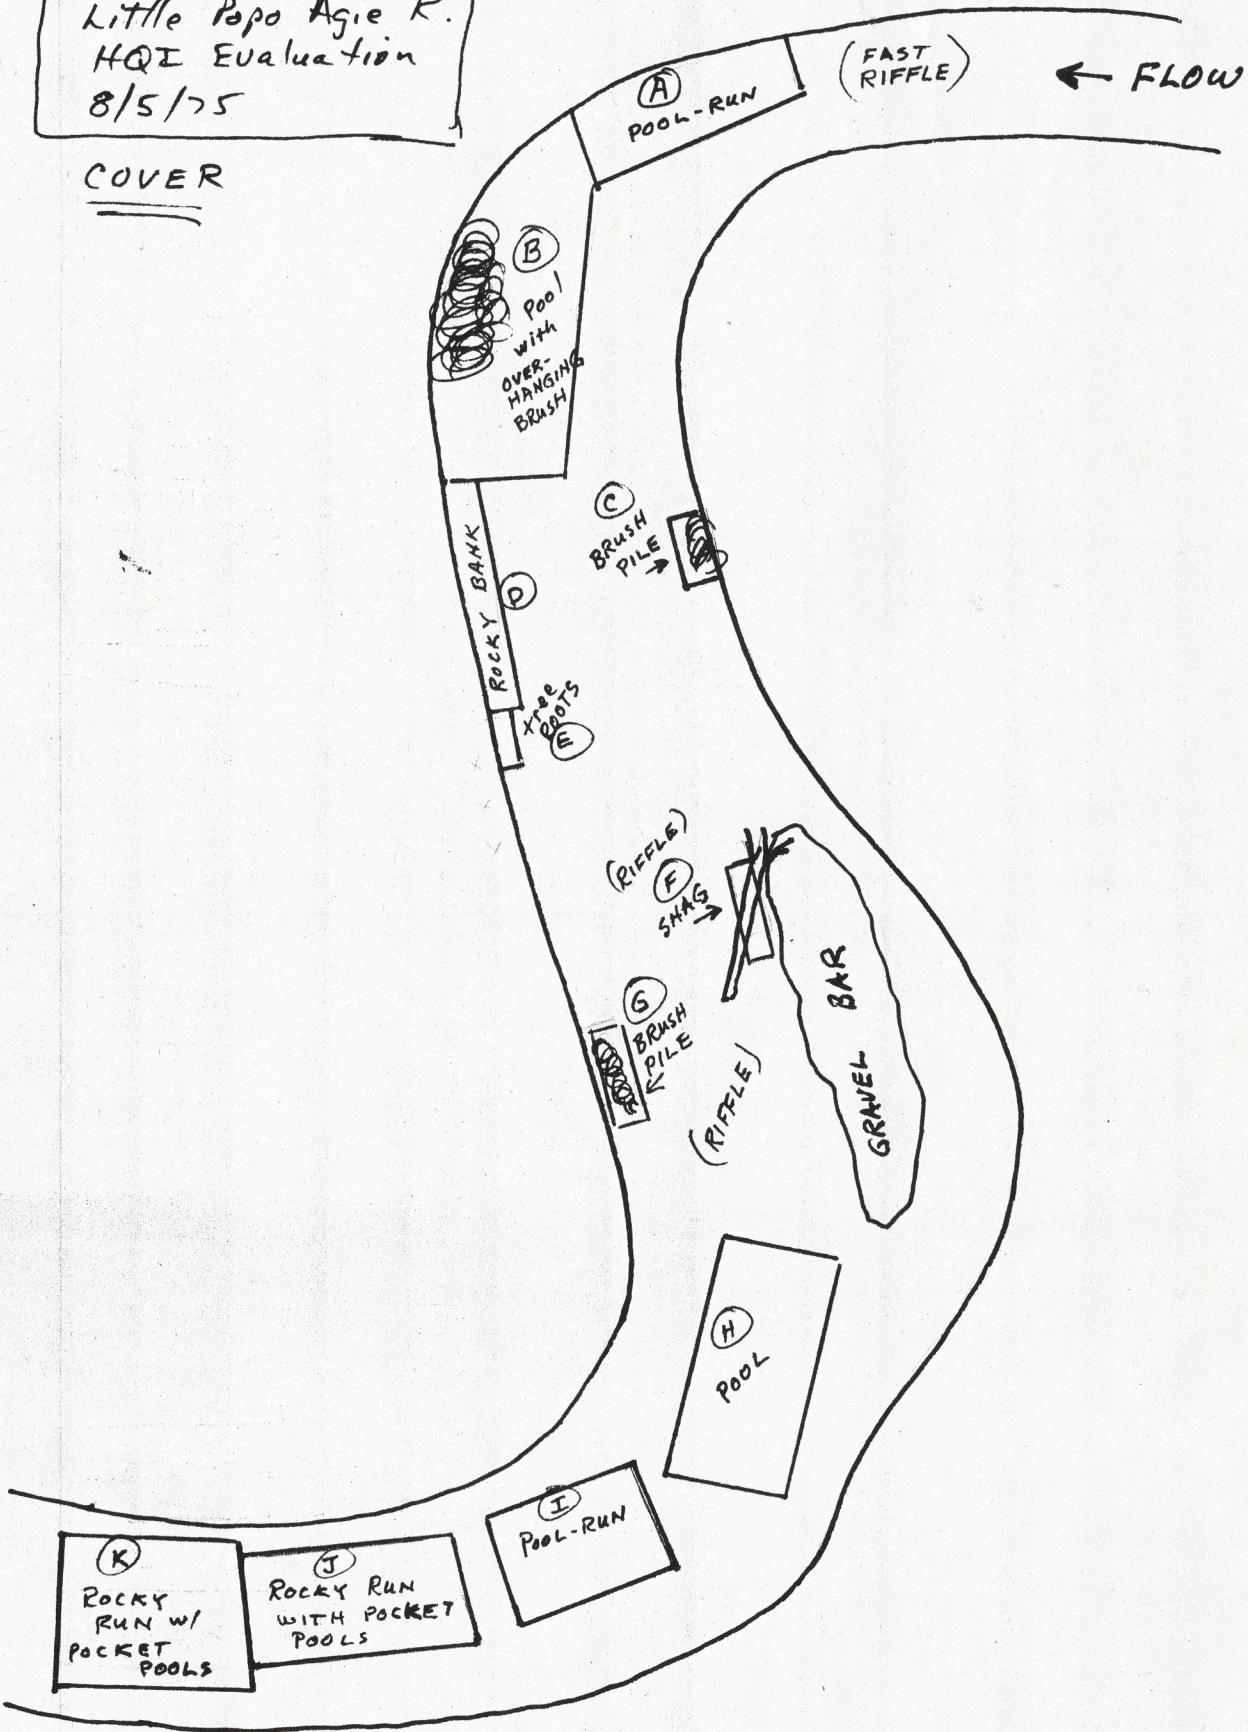 Little Popo Agie R.
HQI Evaluation
8/5/75
COVER
(FAST
RIFFLE)
← FLOW
A
POOL-RUN
B
Pool
with
OVER-
HANGING
BRUSH
C
BRUSH
PILE →
ROCKY BANK
D
tree
ROOTS
E
(RIFFLE)
F
SNAG
→
GRAVEL BAR
G
BRUSH
PILE
←
(RIFFLE)
H
POOL
I
POOL-RUN
J
ROCKY RUN
WITH POCKET
POOLS
K
ROCKY
RUN W/
POCKET
POOLS